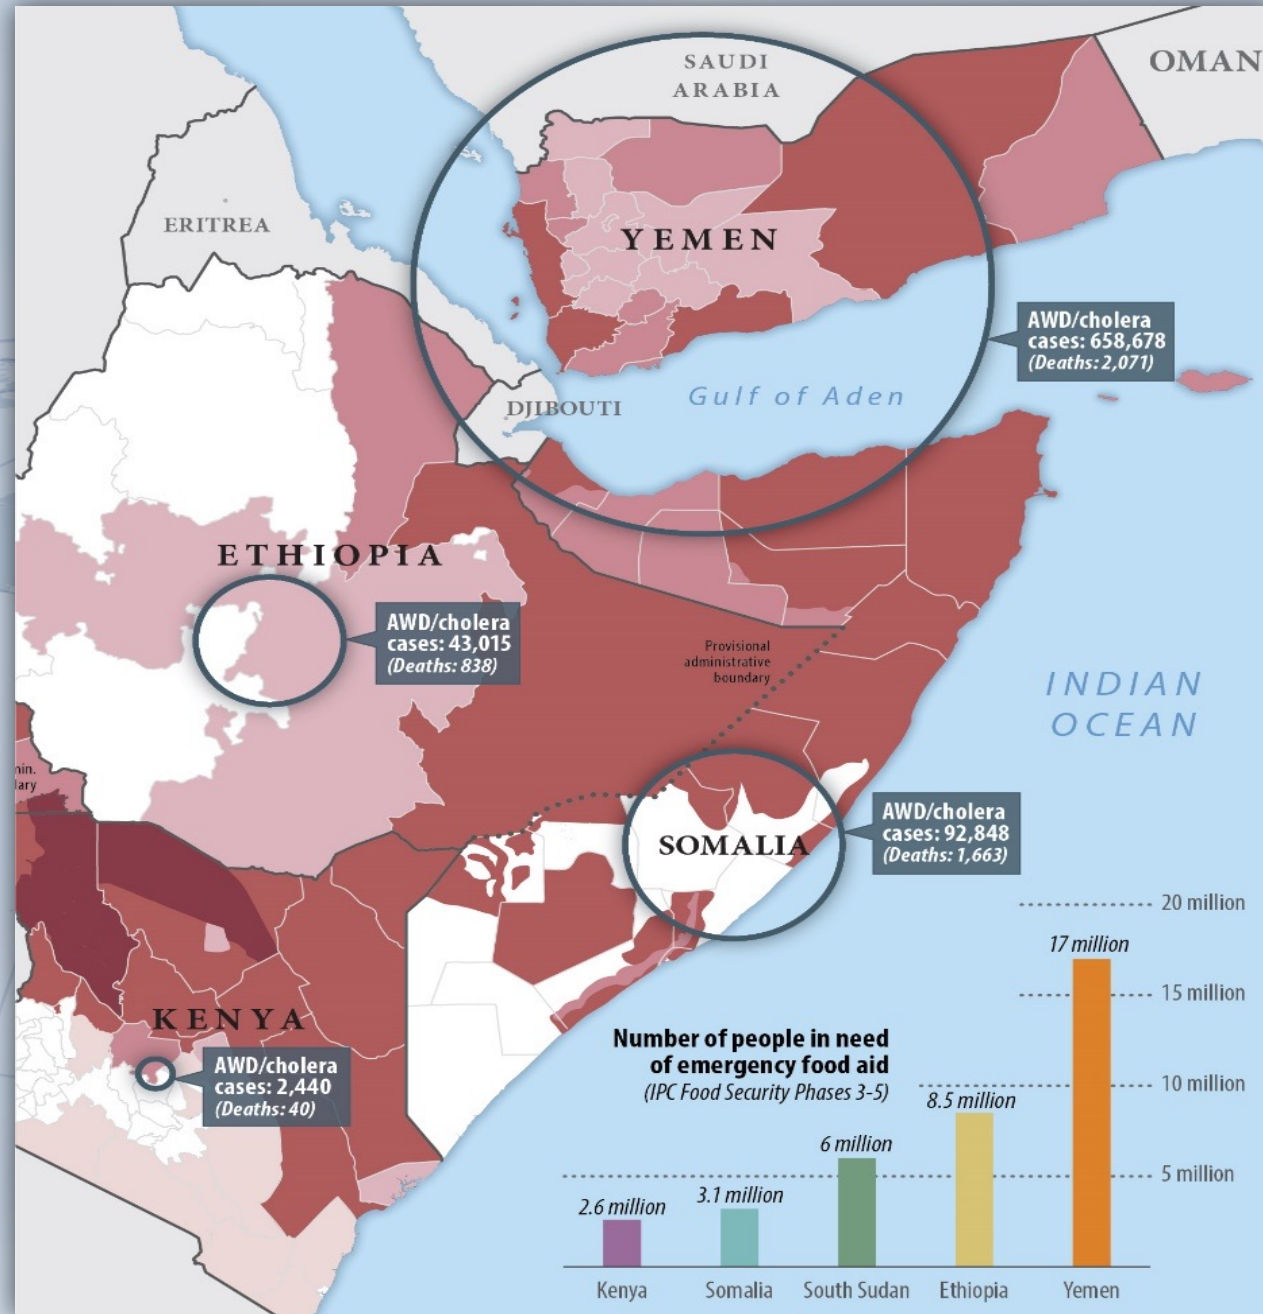 SAUDI
ARABIA
OMAN
ERITREA
YEMEN
AWD/cholera
cases: 658,678
(Deaths: 2,071)
DJIBOUTI
Gulf of Aden
ETHIOPIA
AWD/cholera
cases: 43,015
(Deaths: 838)
Provisional
administrative
boundary
INDIAN
OCEAN
min.
lary
SOMALIA
AWD/cholera
cases: 92,848
(Deaths: 1,663)
KENYA
AWD/cholera
cases: 2,440
(Deaths: 40)
Number of people in need
of emergency food aid
(IPC Food Security Phases 3-5)
20 million
17 million
15 million
10 million
8.5 million
6 million
5 million
3.1 million
2.6 million
Kenya
Somalia
South Sudan
Ethiopia
Yemen